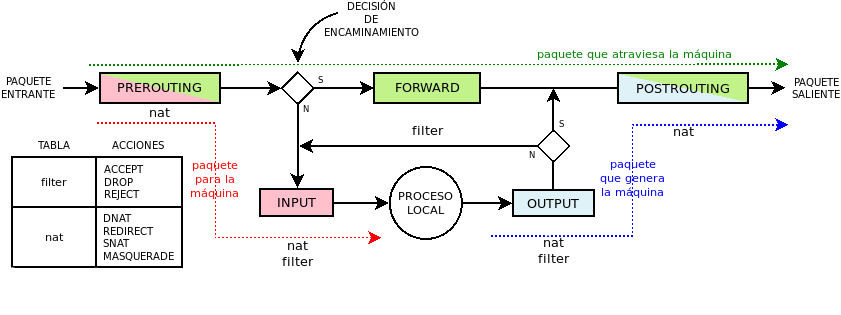 DECISIÓN
DE
ENCAMINAMIENTO
paquete que atraviesa la máquina
PAQUETE
ENTRANTE
PREROUTING
S
FORWARD
POSTROUTING
PAQUETE
SALIENTE
N
nat
filter
S
nat
N
TABLA
ACCIONES
filter
ACCEPT
DROP
REJECT
nat
DNAT
REDIRECT
SNAT
MASQUERADE
paquete
para la
máquina
paquete
que genera
la máquina
INPUT
PROCESO
LOCAL
OUTPUT
nat
filter
nat
filter